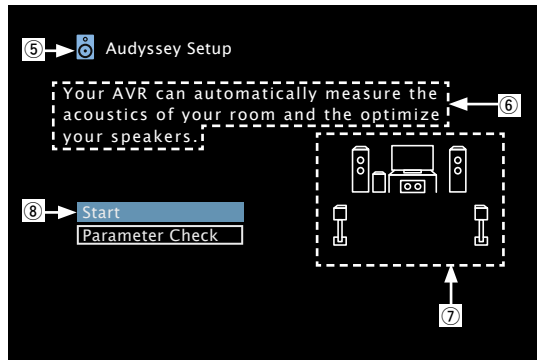 ⑤ Audyssey Setup
Your AVR can automatically measure the
acoustics of your room and the optimize
your speakers.
⑥
⑧ Start
Parameter Check
⑦